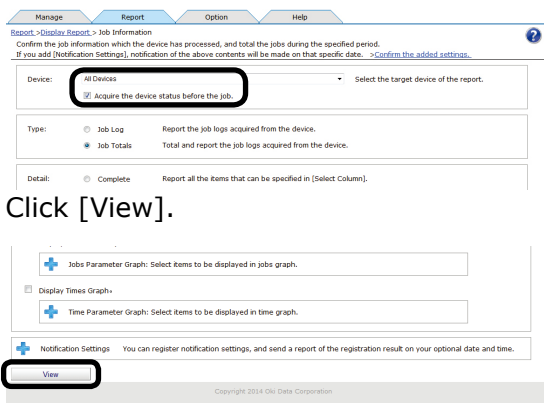 Manage Report Option Help
Report >Display Report > Job Information
Confirm the job information which the device has processed, and total the jobs during the specified period.
If you add [Notification Settings], notification of the above contents will be made on that specific date. >Confirm the added settings.
Device: All Devices Select the target device of the report.
Acquire the device status before the job.
Type: Job Log Report the job logs acquired from the device.
Job Totals Total and report the job logs acquired from the device.
Detail: Complete Report all the items that can be specified in [Select Column].
Click [View].
Jobs Parameter Graph: Select items to be displayed in jobs graph.
Display Times Graph
Time Parameter Graph: Select items to be displayed in time graph.
Notification Settings You can register notification settings, and send a report of the registration result on your optional date and time.
View
Copyright 2014 Oki Data Corporation